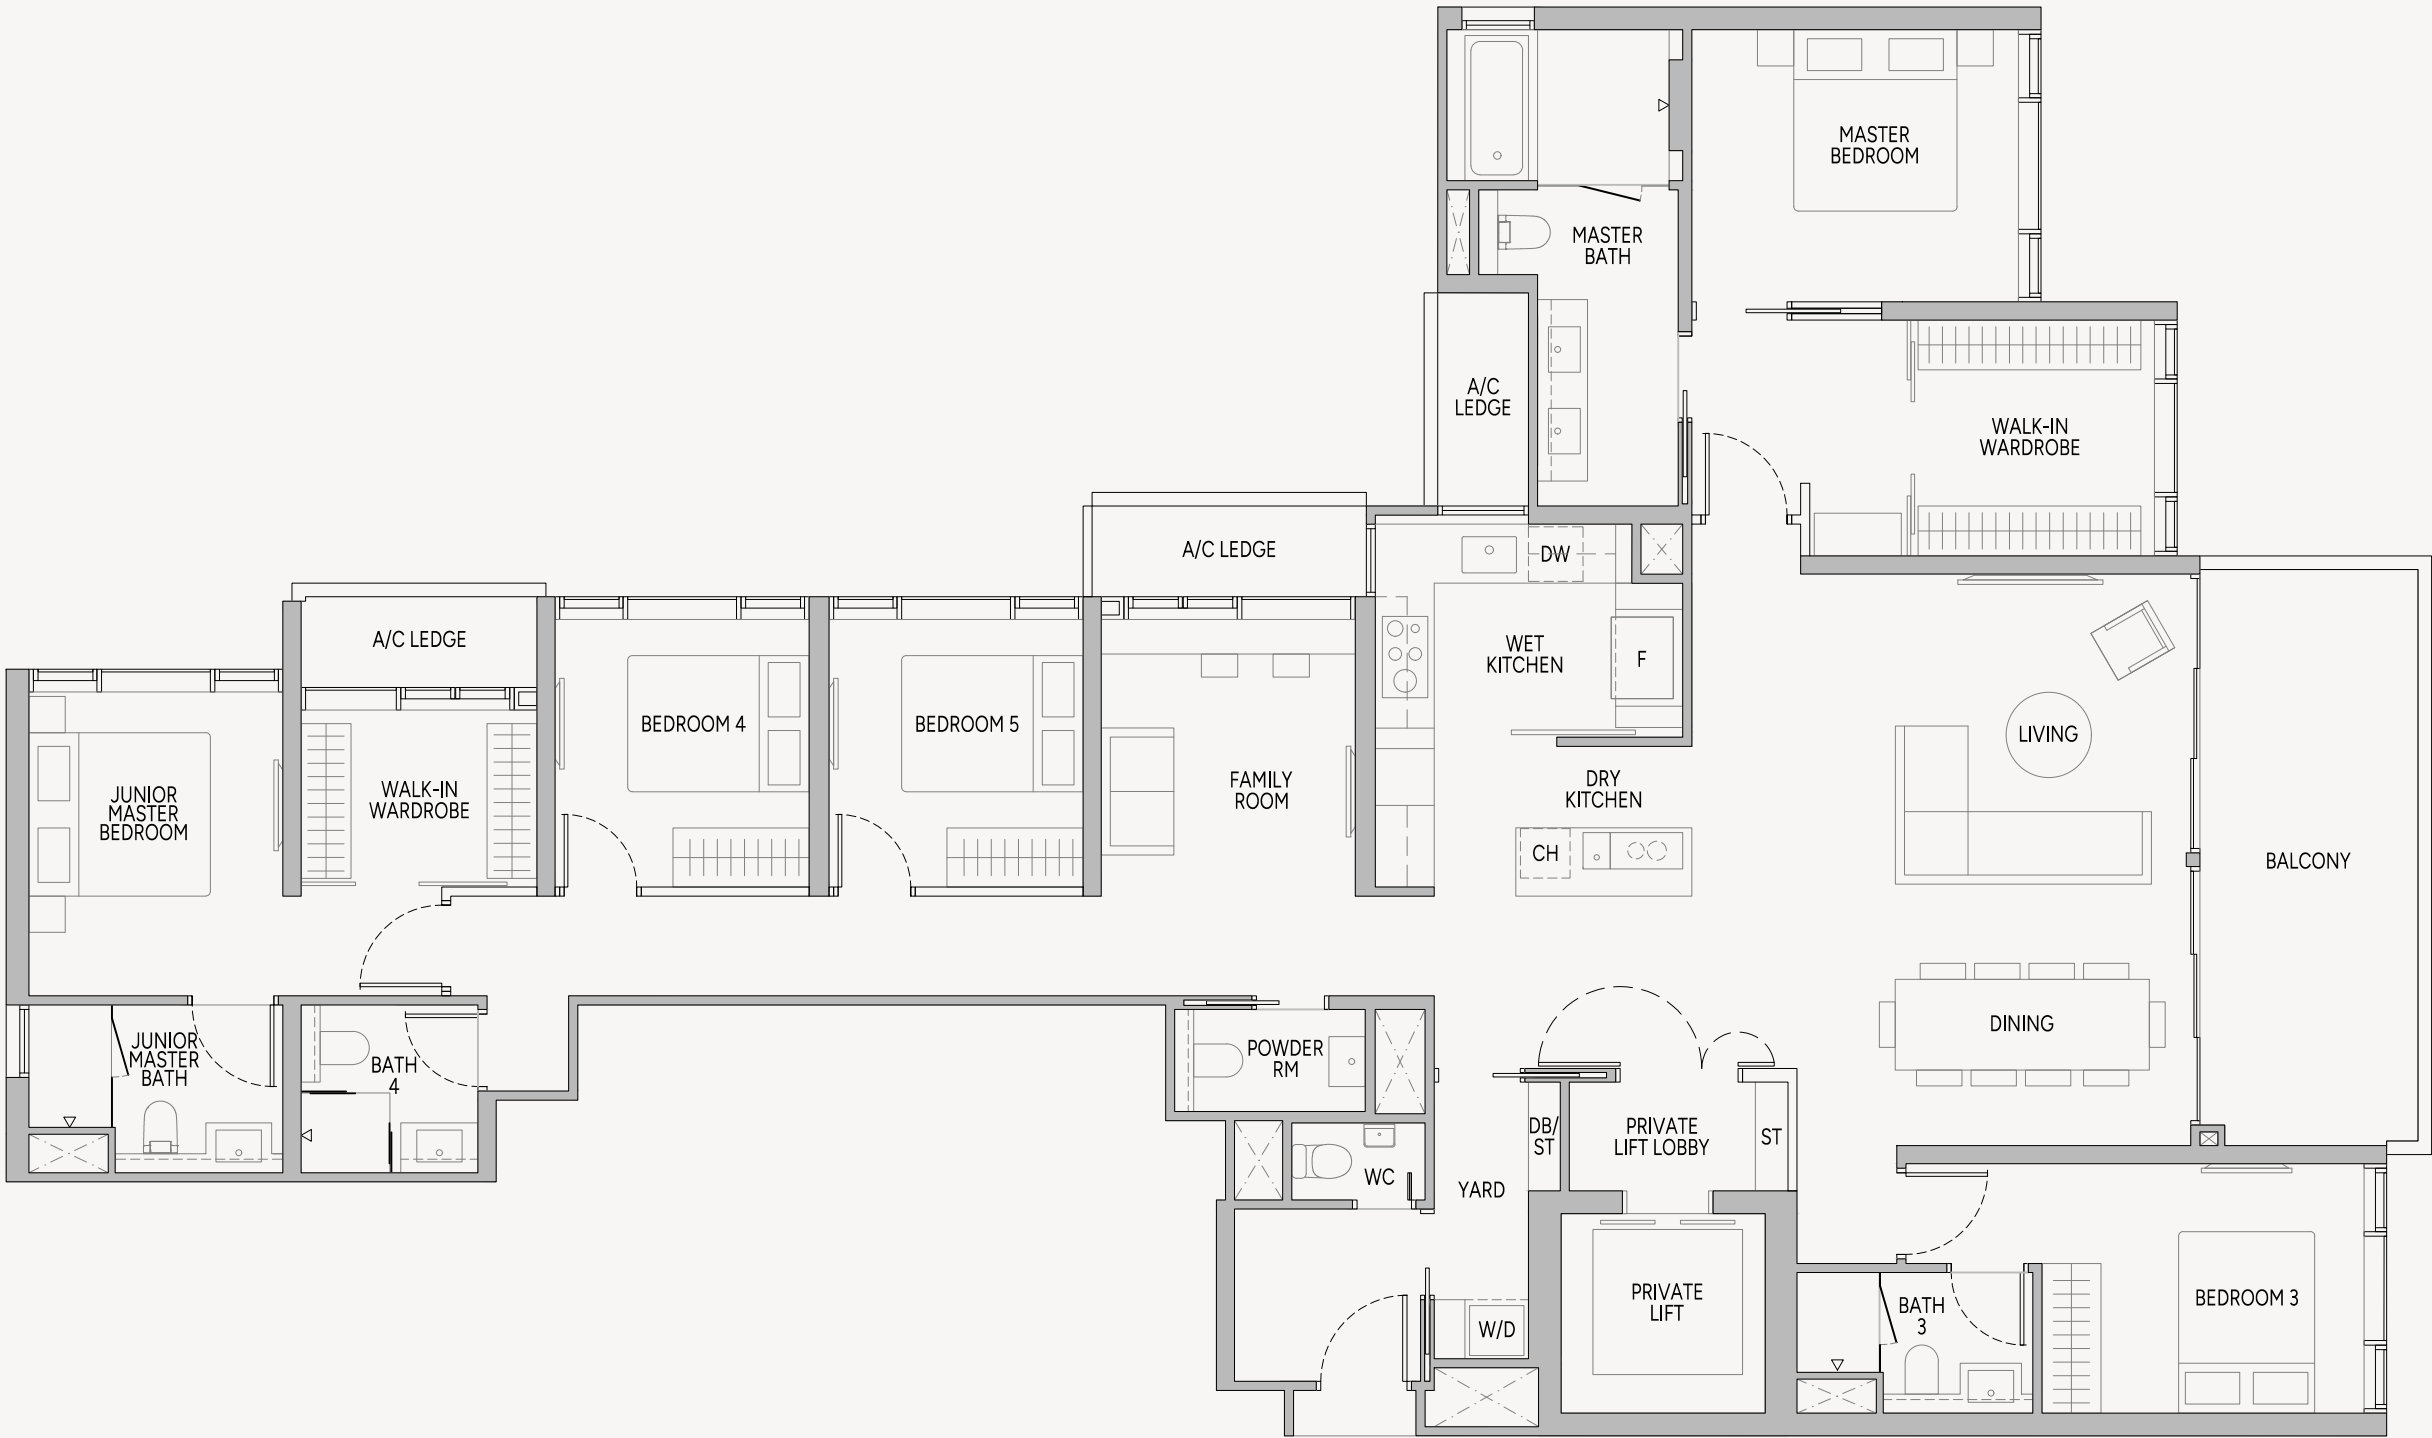 MASTER
BEDROOM
MASTER
BATH
A/C
LEDGE
WALK-IN
WARDROBE
A/C LEDGE
DW
A/C LEDGE
WET
KITCHEN
F
BEDROOM 4
BEDROOM 5
LIVING
JUNIOR
MASTER
BEDROOM
WALK-IN
WARDROBE
FAMILY
ROOM
DRY
KITCHEN
CH
BALCONY
DINING
JUNIOR
MASTER
BATH
BATH
4
POWDER
RM
DB/
ST
PRIVATE
LIFT LOBBY
ST
WC
YARD
PRIVATE
LIFT
W/D
BATH
3
BEDROOM 3